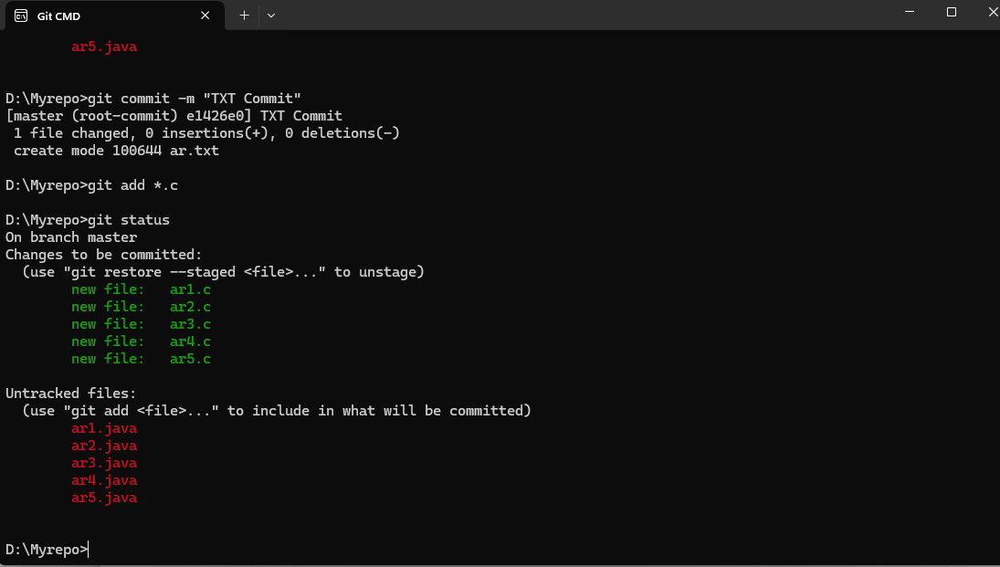 Git CMD
ar5.java
D:\Myrepo>git commit -m "TXT Commit"
[master (root-commit) e1426e0] TXT Commit
1 file changed, 0 insertions(+), 0 deletions(-)
create mode 100644 ar.txt
D:\Myrepo>git add *.c
D:\Myrepo>git status
On branch master
Changes to be committed:
(use "git restore --staged <file>..." to unstage)
new file:   ar1.c
new file:   ar2.c
new file:   ar3.c
new file:   ar4.c
new file:   ar5.c
Untracked files:
(use "git add <file>..." to include in what will be committed)
ar1.java
ar2.java
ar3.java
ar4.java
ar5.java
D:\Myrepo>